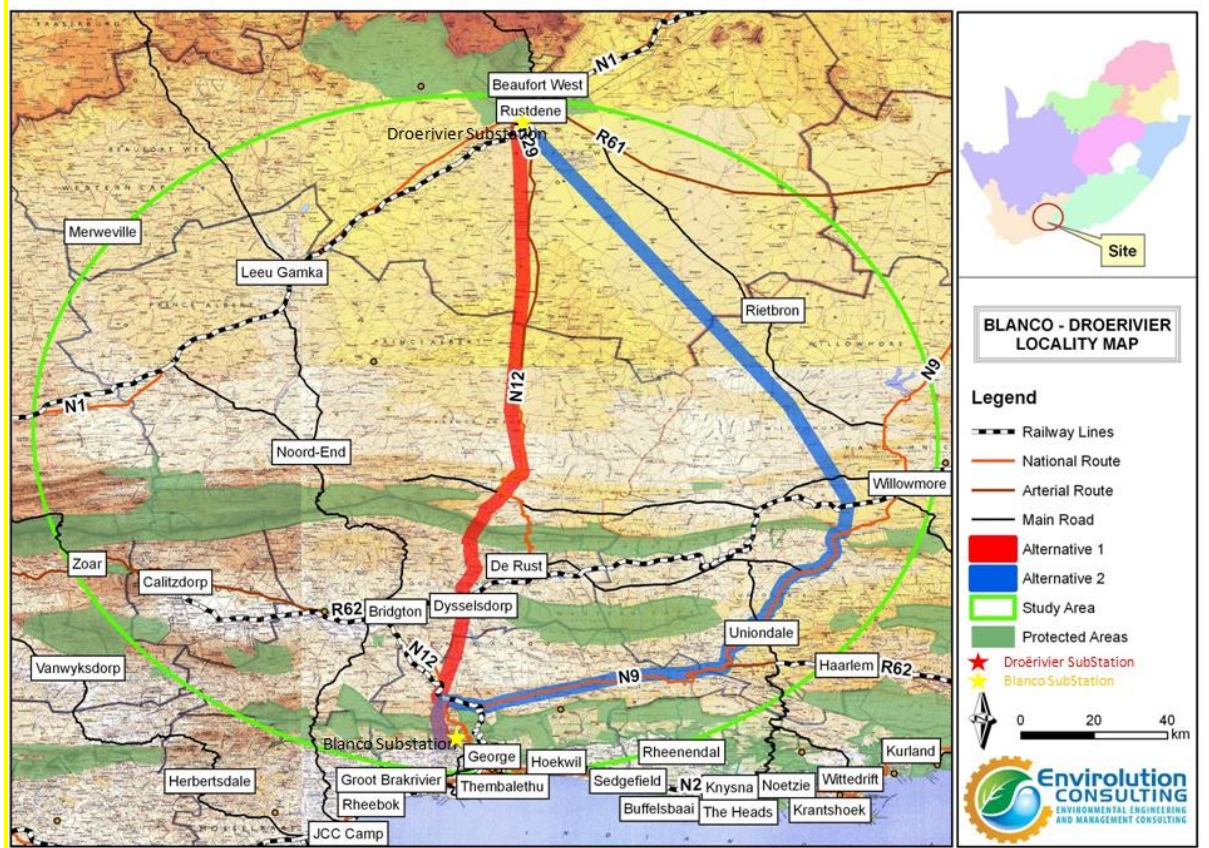 Beaufort West
N1
Rustdene
Droerivier Substation
R61
Merweville
Leeu Gamka
PRINCE ALBERT
Rietbron
WILLOWMORE
N12
N9
N1
Noord-End
Willowmore
Zoar
De Rust
Calitzdorp
R62
Bridgton
Dysselsdorp
Uniondale
N12
Vanwyksdorp
N9
Haarlem
R62
Blanco Substation
George
Hoekwil
Rheenendal
Kurland
Herbertsdale
Groot Brakrivier
Thembalethu
Sedgefield
N2
Knysna
Noetzie
Wittedrift
Rheebok
Buffelsbaai
The Heads
Krantshoek
JCC Camp
Site
BLANCO - DROERIVIER
LOCALITY MAP
Legend
Railway Lines
National Route
Arterial Route
Main Road
Alternative 1
Alternative 2
Study Area
Protected Areas
Droërivier SubStation
Blanco SubStation
0 20 40
km
Envirolution
CONSULTING
ENVIRONMENTAL ENGINEERING
AND MANAGEMENT CONSULTING